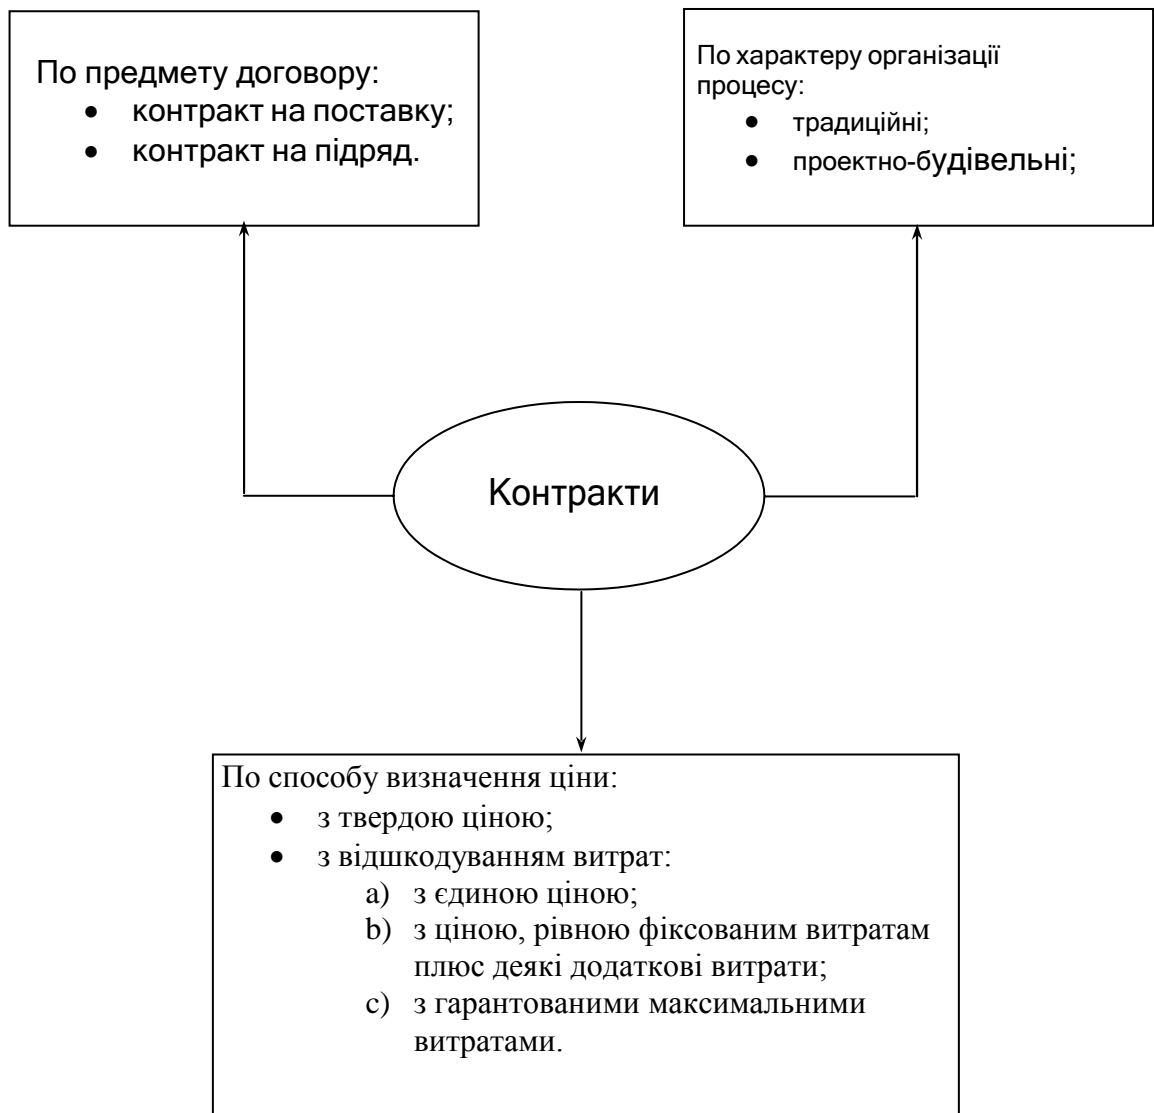 По предмету договору:
• контракт на поставку;
• контракт на підряд.
По характеру організації
процесу:
• традиційні;
• проектно-будівельні;
Контракти
По способу визначення ціни:
• з твердою ціною;
• з відшкодуванням витрат:
a) з єдиною ціною;
b) з ціною, рівною фіксованим витратам
плюс деякі додаткові витрати;
c) з гарантованими максимальними
витратами.